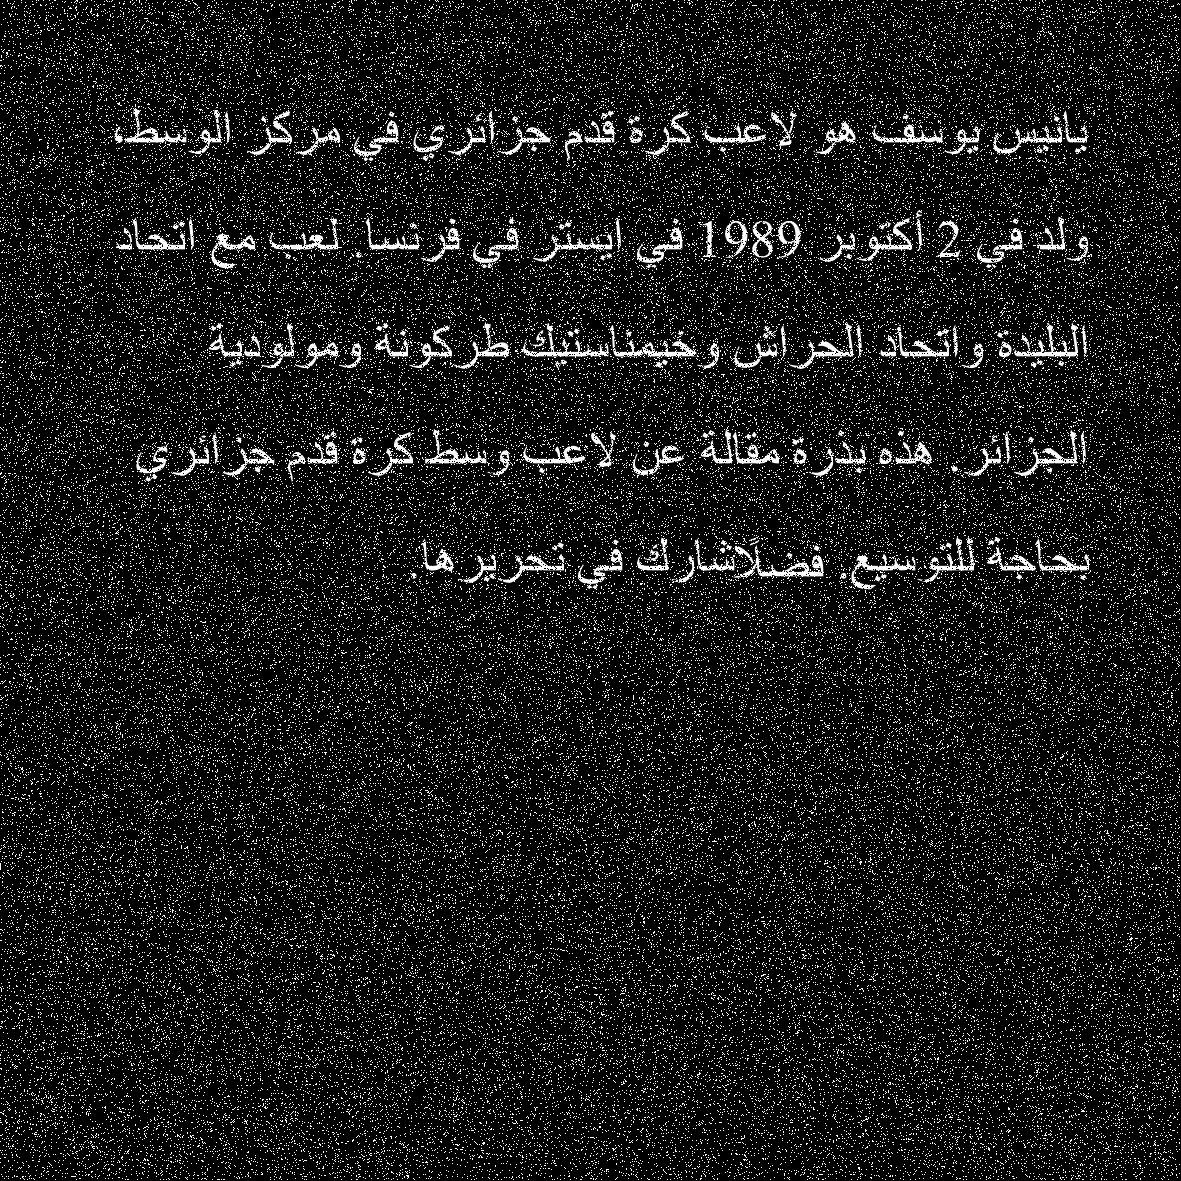 يانيس يوسف هو لاعب كرة قدم جزائري في مركز الوسط،
ولد في 2 أكتوبر 1989 في ايستر في فرنسا. لعب مع اتحاد
البليدة واتحاد الحراش وخيمناستيك طركونة ومولودية
الجزائر. هذه بذرة مقالة عن لاعب وسط كرة قدم جزائري
بحاجة للتوسيع. فضلًاشارك في تحريرها.